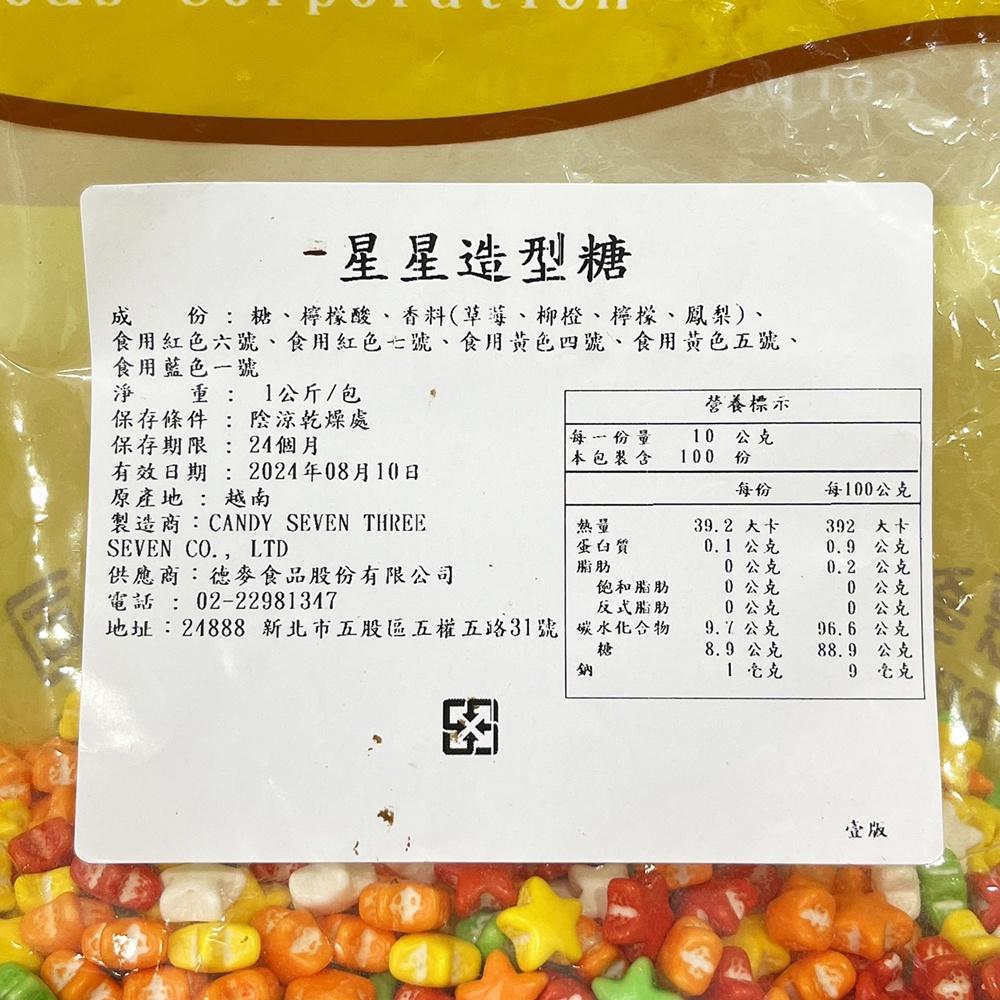 Corporation
星星造型糖
成 份 : 糖、檸檬酸、香料(草莓、柳橙、檸檬、鳳梨)、
食用紅色六號、食用紅色七號、食用黃色四號、食用黃色五號、
食用藍色一號
淨 重 : 1公斤/包
保存條件 : 陰涼乾燥處
保存期限 : 24個月
有效日期 : 2024年08月10日
原產地 : 越南
製造商:CANDY SEVEN THREE
SEVEN CO., LTD
供應商:德麥食品股份有限公司
電話 : 02-22981347
地址:24888 新北市五股區五權五路31號
營養標示
每一份量 10 公克
本包裝含 100 份
每份 每100公克
熱量 39.2 大卡 392 大卡
蛋白質 0.1 公克 0.9 公克
脂肪 0 公克 0.2 公克
飽和脂肪 0 公克 0 公克
反式脂肪 0 公克 0 公克
碳水化合物 9.7 公克 96.6 公克
糖 8.9 公克 88.9 公克
鈉 1 毫克 9 毫克
壹版